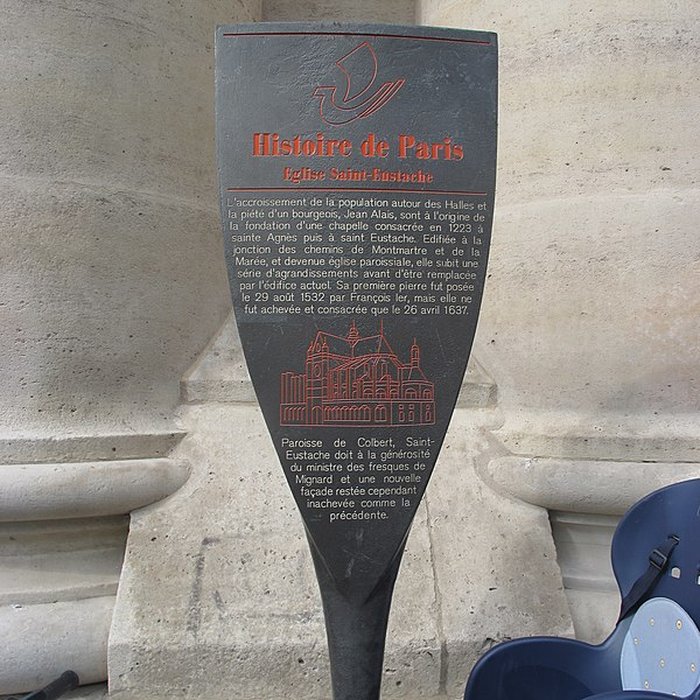 Histoire de Paris
Eglise Saint-Eustache
L'accroissement de la population autour des Halles et
la piété d'un bourgeois, Jean Alais, sont à l'origine de
la fondation d'une chapelle consacrée en 1223 à
sainte Agnès puis à saint Eustache. Edifiée à la
jonction des chemins de Montmartre et de la
Marée, et devenue église paroissiale, elle subit une
série d'agrandissements avant d'être remplacée
par l'édifice actuel. Sa première pierre fut posée
le 29 août 1532 par François Ier, mais elle ne
fut achevée et consacrée que le 26 avril 1637.
Paroisse de Colbert, Saint-
Eustache doit à la générosité
du ministre des fresques de
Mignard et une nouvelle
façade restée cependant
inachevée comme la
précédente.